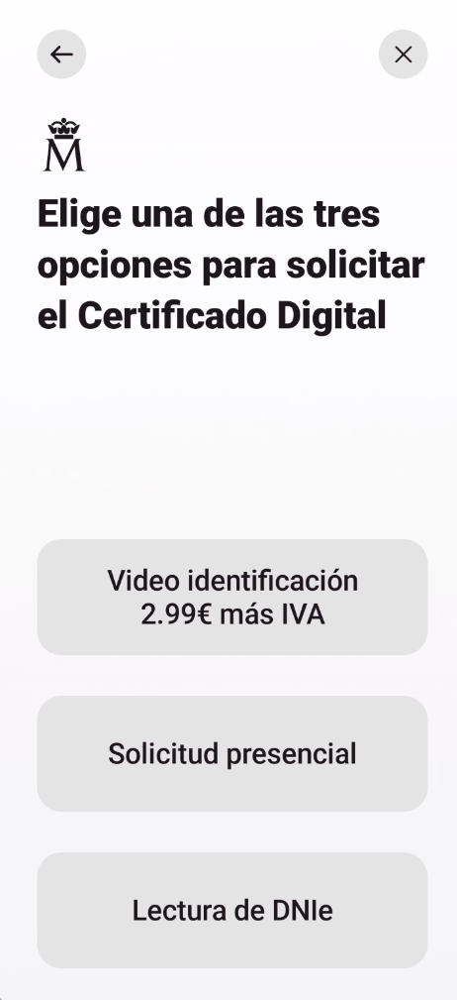 M
Elige una de las tres
opciones para solicitar
el Certificado Digital
Video identificación
2.99€ más IVA
Solicitud presencial
Lectura de DNIe